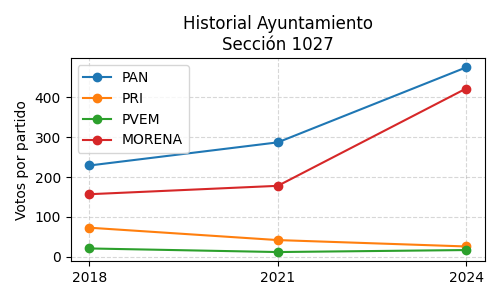 Historial Ayuntamiento
Sección 1027
PAN
PRI
PVEM
MORENA
Votos por partido
400
300
200
100
0
2018
2021
2024